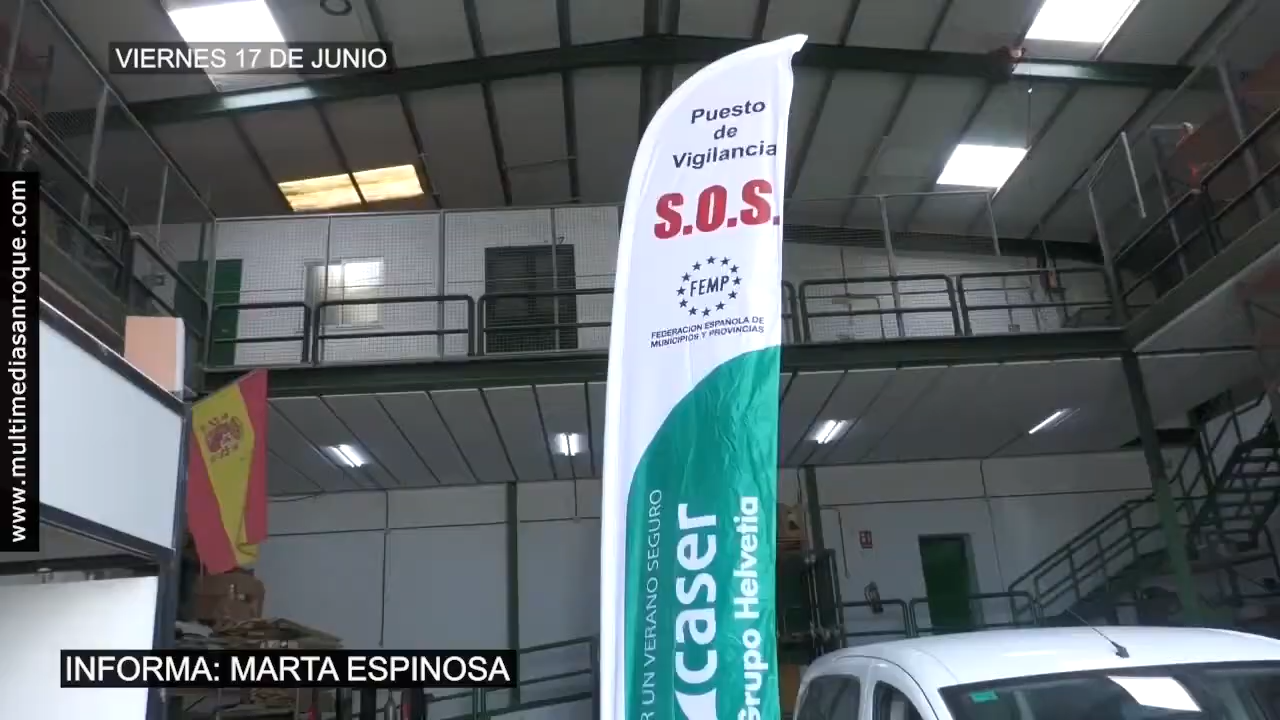 VIERNES 17 DE JUNIO
Puesto
de
Vigilancia
S.O.S.
FEMP
FEDERACION ESPAÑOLA DE
MUNICIPIOS Y PROVINCIAS
UN VERANO SEGURO
caser
Grupo Helvetia
www.multimediasanroque.com
INFORMA: MARTA ESPINOSA